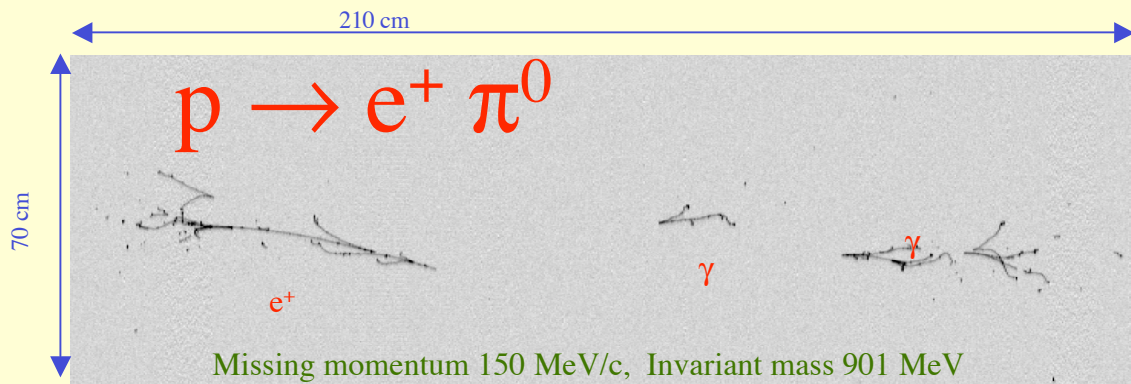 210 cm
p → e⁺ π⁰
70 cm
γ
γ
e⁺
Missing momentum 150 MeV/c, Invariant mass 901 MeV